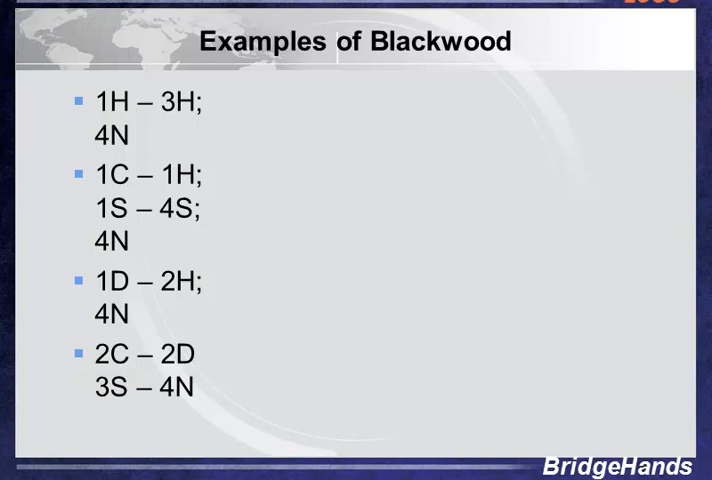 Examples of Blackwood
1H – 3H;
4N
1C – 1H;
1S – 4S;
4N
1D – 2H;
4N
2C – 2D
3S – 4N
BridgeHands